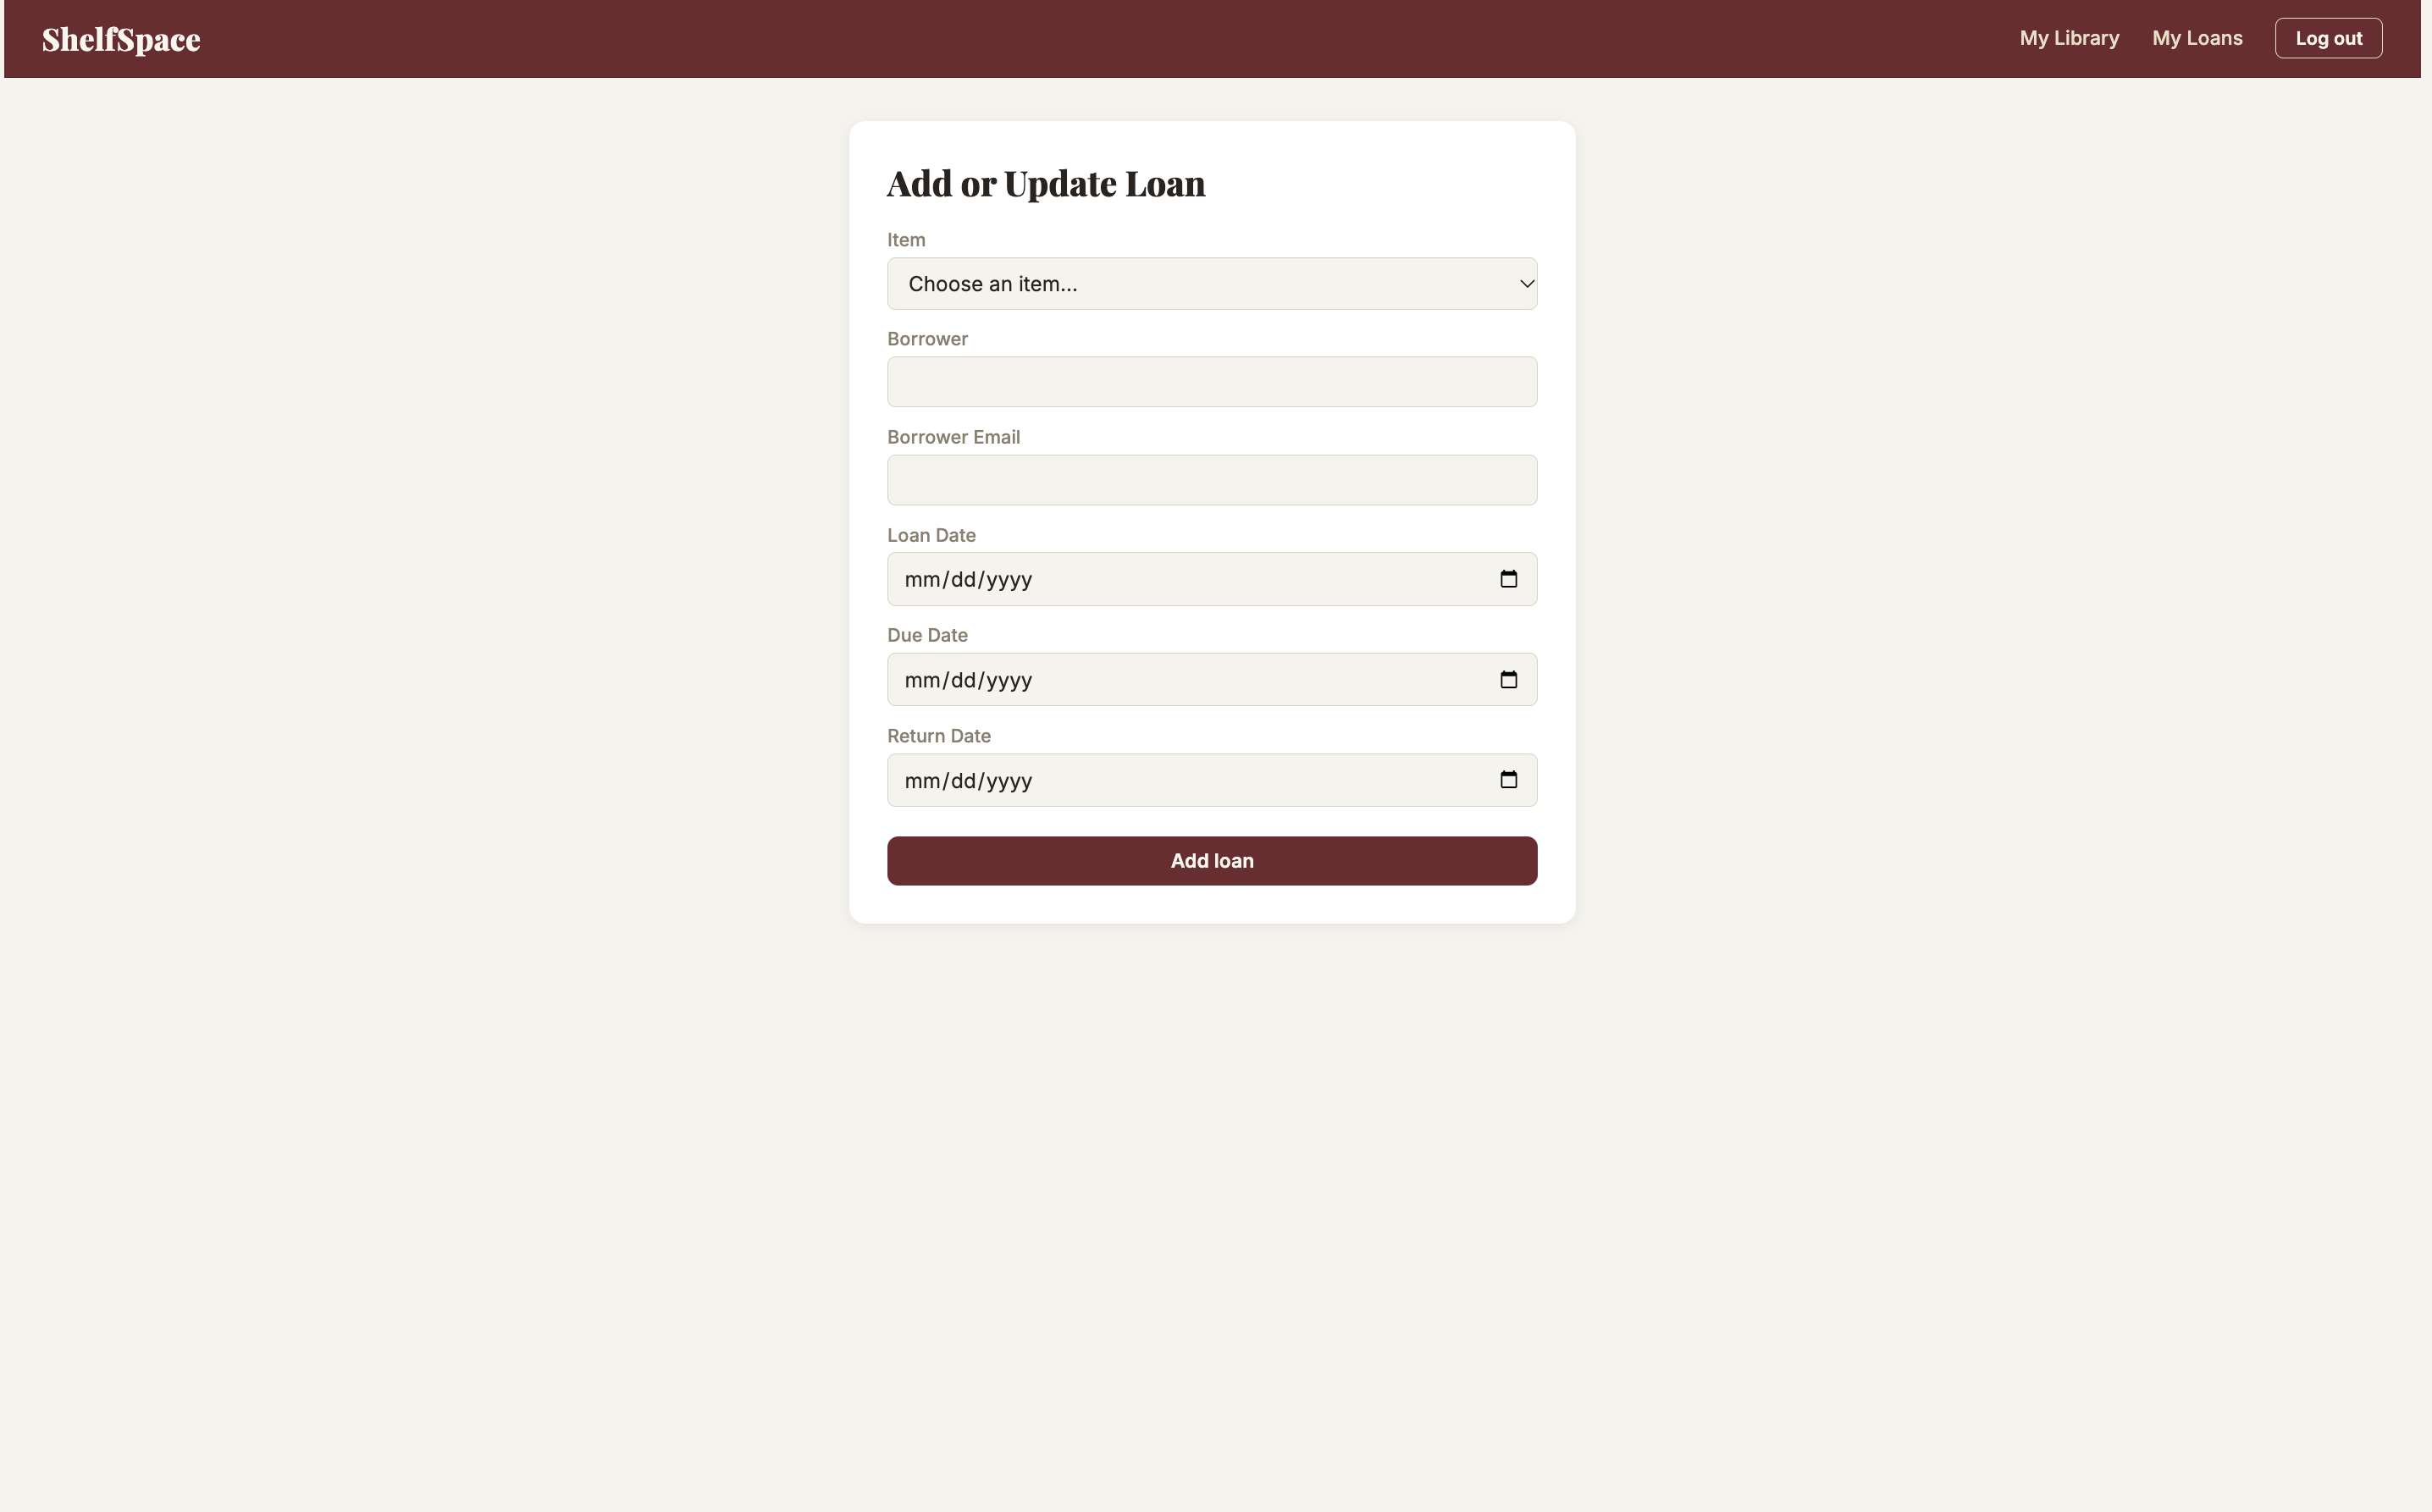 ShelfSpace
My Library
My Loans
Log out
Add or Update Loan
Item
Choose an item...
Borrower
Borrower Email
Loan Date
mm/dd/yyyy
Due Date
mm/dd/yyyy
Return Date
mm/dd/yyyy
Add loan